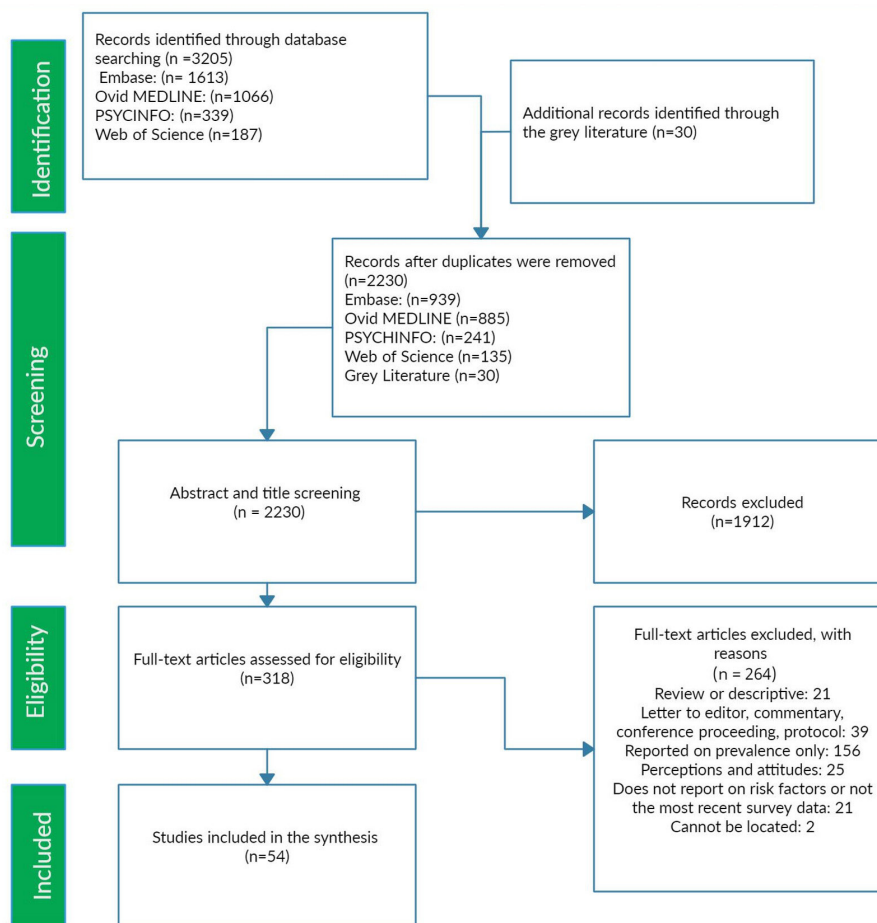 Identification
Records identified through database
searching (n =3205)
Embase: (n= 1613)
Ovid MEDLINE: (n=1066)
PSYCINFO: (n=339)
Web of Science (n=187)
Additional records identified through
the grey literature (n=30)
Screening
Records after duplicates were removed
(n=2230)
Embase: (n=939)
Ovid MEDLINE (n=885)
PSYCHINFO: (n=241)
Web of Science (n=135)
Grey Literature (n=30)
Abstract and title screening
(n = 2230)
Records excluded
(n=1912)
Eligibility
Full-text articles assessed for eligibility
(n=318)
Full-text articles excluded, with
reasons
(n = 264)
Review or descriptive: 21
Letter to editor, commentary,
conference proceeding, protocol: 39
Reported on prevalence only: 156
Perceptions and attitudes: 25
Does not report on risk factors or not
the most recent survey data: 21
Cannot be located: 2
Included
Studies included in the synthesis
(n=54)